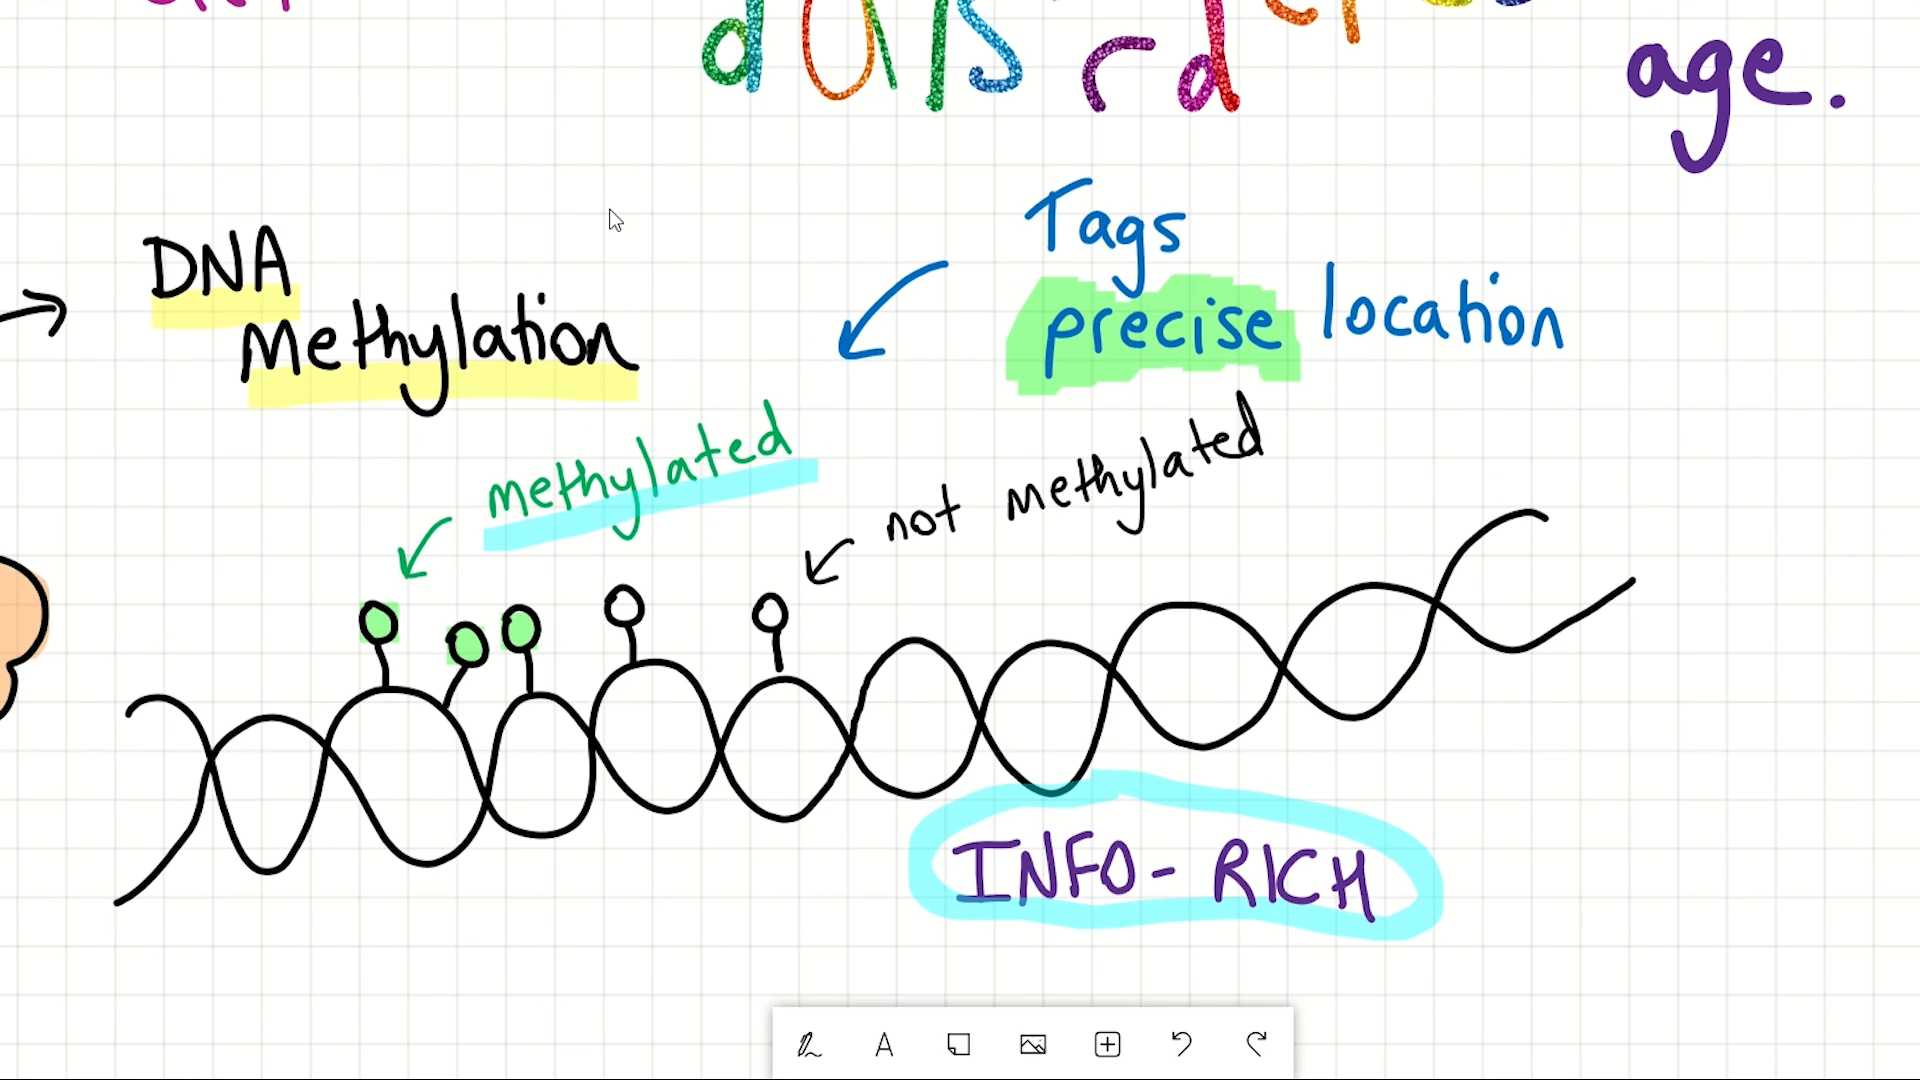 age.
DNA
Methylation
Tags
precise location
methylated
not methylated
INFO - RICH
A